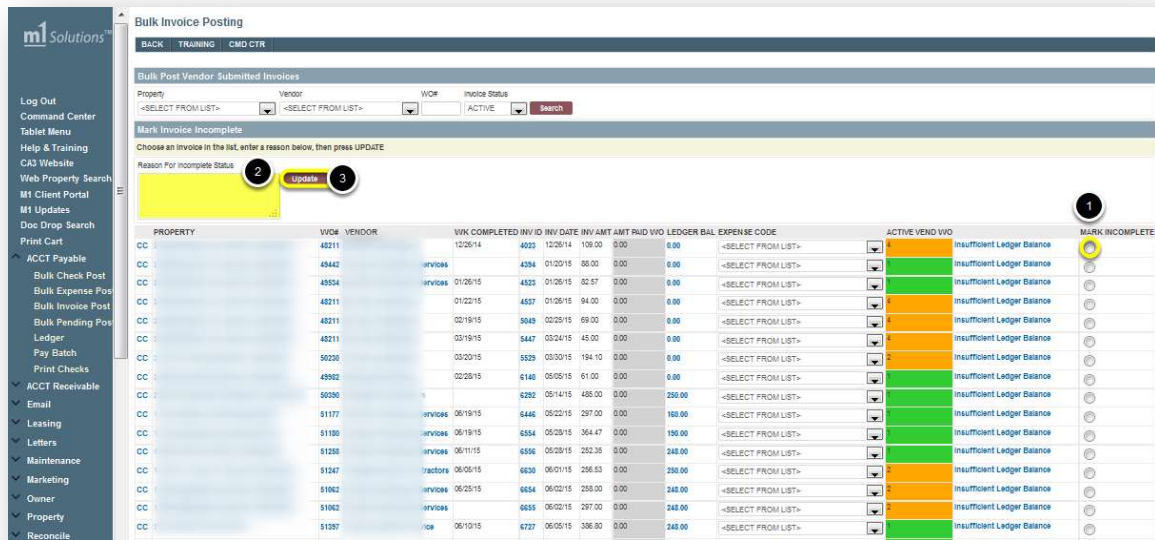 m1 Solutions™
Log Out
Command Center
Tablet Menu
Help & Training
CA3 Website
Web Property Search
M1 Client Portal
M1 Updates
Doc Drop Search
Print Cart
ACCT Payable
Bulk Check Post
Bulk Expense Pos
Bulk Invoice Post
Bulk Pending Pos
Ledger
Pay Batch
Print Checks
ACCT Receivable
Email
Leasing
Letters
Maintenance
Marketing
Owner
Property
Reconcile
Bulk Invoice Posting
BACK TRAINING CMD CTR
Bulk Post Vendor Submitted Invoices
Property Vendor WO# Invoice Status
<SELECT FROM LIST> <SELECT FROM LIST> ACTIVE Search
Mark Invoice Incomplete
Choose an invoice in the list, enter a reason below, then press UPDATE
Reason For Incomplete Status 2 Update 3
1
PROPERTY WO# VENDOR WK COMPLETED INV ID INV DATE INV AMT AMT PAID WO LEDGER BAL EXPENSE CODE ACTIVE VEND WO MARK INCOMPLETE
CC 48211 12/26/14 4023 12/26/14 109.00 0.00 0.00 <SELECT FROM LIST> 4 Insufficient Ledger Balance
CC 49442 ervices 4394 01/20/15 88.00 0.00 0.00 <SELECT FROM LIST> 1 Insufficient Ledger Balance
CC 49534 ervices 01/26/15 4523 01/26/15 82.57 0.00 0.00 <SELECT FROM LIST> 1 Insufficient Ledger Balance
CC 48211 01/22/15 4537 01/26/15 94.00 0.00 0.00 <SELECT FROM LIST> 4 Insufficient Ledger Balance
CC 48211 02/19/15 5049 02/25/15 69.00 0.00 0.00 <SELECT FROM LIST> 4 Insufficient Ledger Balance
CC 48211 03/19/15 5447 03/24/15 45.00 0.00 0.00 <SELECT FROM LIST> 4 Insufficient Ledger Balance
CC 50230 03/20/15 5529 03/30/15 194.10 0.00 0.00 <SELECT FROM LIST> 2 Insufficient Ledger Balance
CC 49982 02/28/15 6140 05/05/15 61.00 0.00 0.00 <SELECT FROM LIST> 1 Insufficient Ledger Balance
CC 50390 6292 05/14/15 485.00 0.00 250.00 <SELECT FROM LIST> 1 Insufficient Ledger Balance
CC 51177 ervices 06/19/15 6446 05/22/15 297.00 0.00 160.00 <SELECT FROM LIST> 1 Insufficient Ledger Balance
CC 51180 ervices 06/19/15 6554 05/28/15 364.47 0.00 190.00 <SELECT FROM LIST> 1 Insufficient Ledger Balance
CC 51258 ervices 06/11/15 6556 05/28/15 252.35 0.00 248.00 <SELECT FROM LIST> 1 Insufficient Ledger Balance
CC 51247 tractors 06/05/15 6630 06/01/15 256.53 0.00 250.00 <SELECT FROM LIST> 2 Insufficient Ledger Balance
CC 51062 ervices 06/25/15 6654 06/02/15 258.00 0.00 248.00 <SELECT FROM LIST> 2 Insufficient Ledger Balance
CC 51062 ervices 6655 06/02/15 297.00 0.00 248.00 <SELECT FROM LIST> 2 Insufficient Ledger Balance
CC 51397 ice 06/10/15 6727 06/05/15 386.80 0.00 248.00 <SELECT FROM LIST> 1 Insufficient Ledger Balance